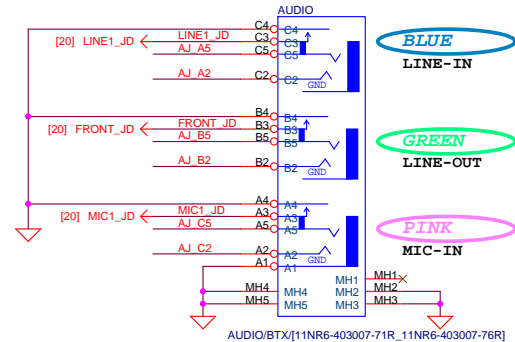 AUDIO
C4 C4
[20] LINE1_JD LINE1_JD C3 C3
AJ_A5 C5 C5
AJ_A2 C2 C2
GND
BLUE
LINE-IN
B4 B4
[20] FRONT_JD FRONT_JD B3 B3
AJ_B5 B5 B5
AJ_B2 B2 B2
GND
GREEN
LINE-OUT
A4 A4
[20] MIC1_JD MIC1_JD A3 A3
AJ_C5 A5 A5
AJ_C2 A2 A2
GND
A1 A1
PINK
MIC-IN
MH1 MH1
MH4 MH4 MH2 MH2
MH5 MH5 MH3 MH3
AUDIO/BTX/[11NR6-403007-71R_11NR6-403007-76R]